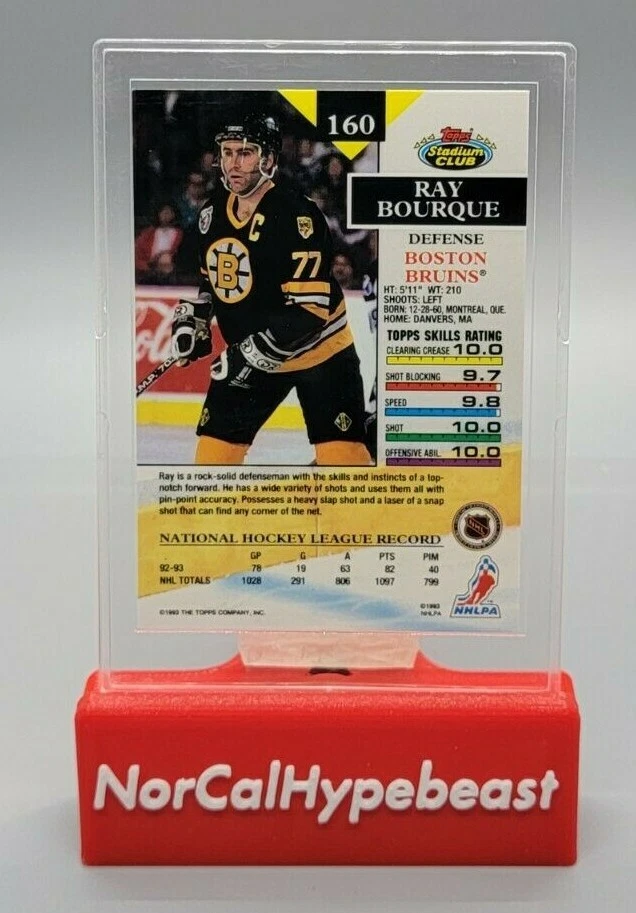 160
Topps
Stadium
CLUB
RAY
BOURQUE
DEFENSE
BOSTON
BRUINS®
HT: 5'11" WT: 210
SHOOTS: LEFT
BORN: 12-28-60, MONTREAL, QUE.
HOME: DANVERS, MA
TOPPS SKILLS RATING
CLEARING CREASE 10.0
SHOT BLOCKING 9.7
SPEED 9.8
SHOT 10.0
OFFENSIVE ABIL. 10.0
C
B
77
Ray is a rock-solid defenseman with the skills and instincts of a top-
notch forward. He has a wide variety of shots and uses them all with
pin-point accuracy. Possesses a heavy slap shot and a laser of a snap
shot that can find any corner of the net.
NATIONAL HOCKEY LEAGUE RECORD
GP G A PTS PIM
92-93 78 19 63 82 40
NHL TOTALS 1028 291 806 1097 799
NHL
NHLPA
©1993 THE TOPPS COMPANY, INC.
©1993
NHLPA
NorCalHypebeast